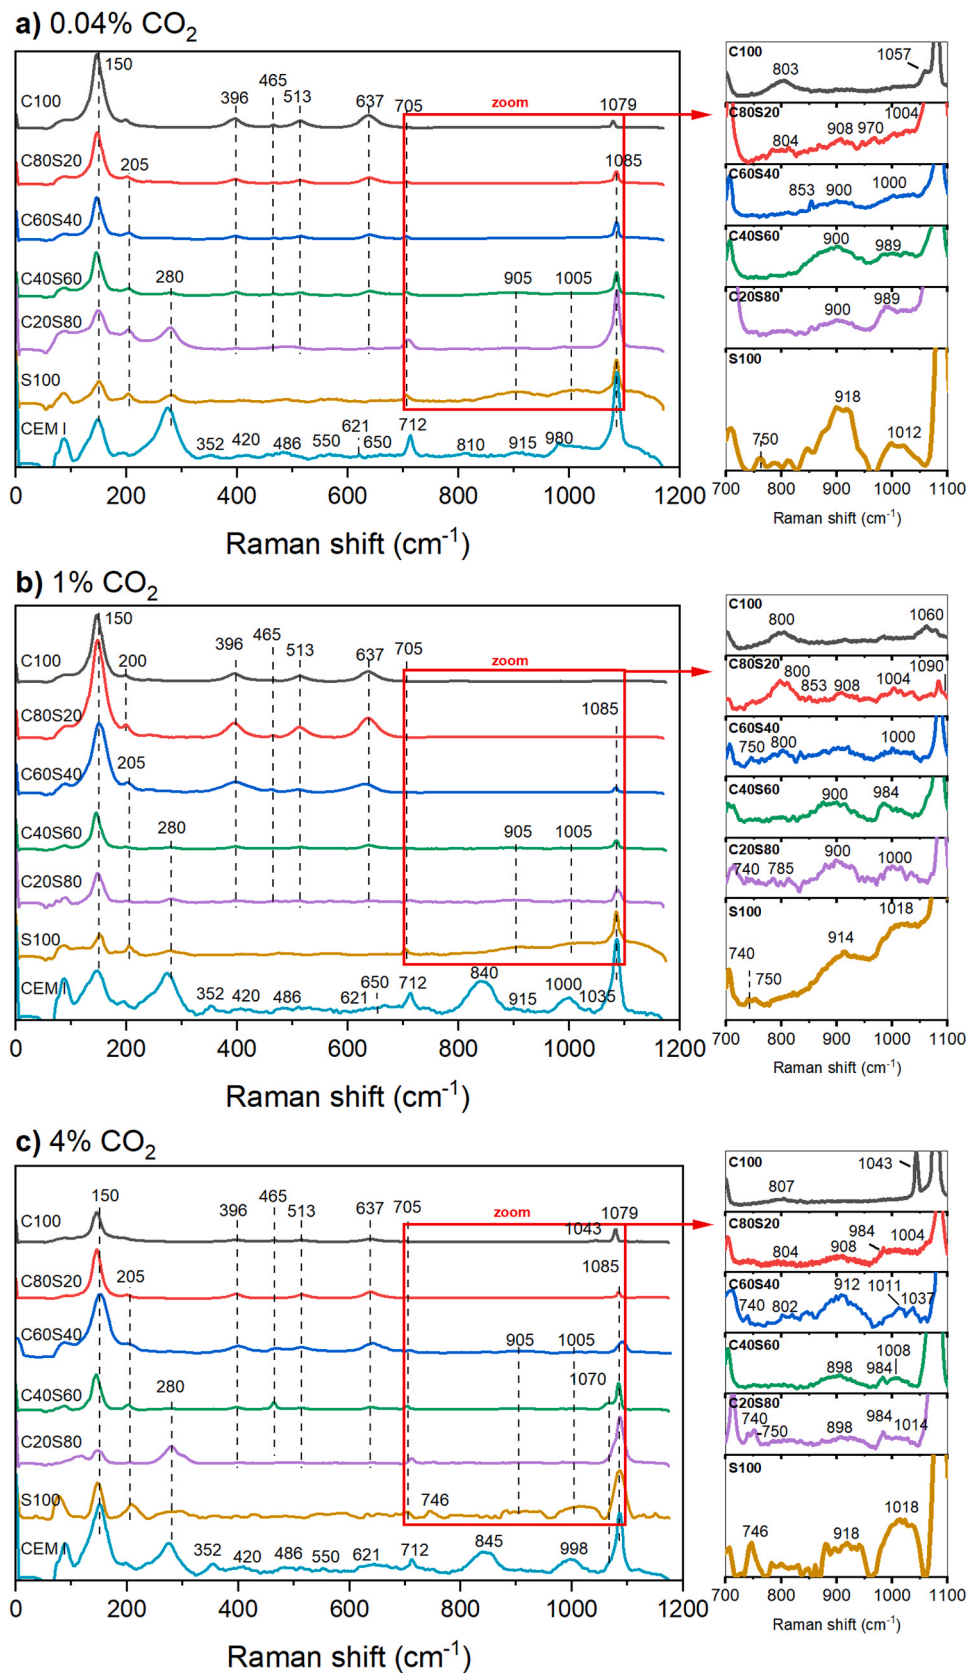 a) 0.04% CO2
150
465
396
513
637
705
zoom
1079
C100
205
1085
C80S20
C60S40
280
905
1005
C40S60
C20S80
S100
CEM I
352
420
486
550
621
650
712
810
915
980
0 200 400 600 800 1000 1200
Raman shift (cm-1)
C100
803
1057
C80S20
804
908
970
1004
C60S40
853
900
1000
C40S60
900
989
C20S80
900
989
S100
750
918
1012
700 800 900 1000 1100
Raman shift (cm-1)
b) 1% CO2
150
200
396
465
513
637
705
zoom
C100
C80S20
1085
C60S40
205
C40S60
280
905
1005
C20S80
S100
CEM I
352
420
486
621
650
712
840
915
1000
1035
0 200 400 600 800 1000 1200
Raman shift (cm-1)
C100
800
1060
C80S20
800
853
908
1004
1090
C60S40
750
800
1000
C40S60
900
984
C20S80
740
785
900
1000
S100
740
750
914
1018
700 800 900 1000 1100
Raman shift (cm-1)
c) 4% CO2
150
396
465
513
637
705
zoom
1043
1079
C100
205
1085
C80S20
C60S40
905
1005
C40S60
280
1070
C20S80
S100
746
CEM I
352
420
486
550
621
712
845
998
0 200 400 600 800 1000 1200
Raman shift (cm-1)
C100
807
1043
C80S20
804
908
984
1004
C60S40
740
802
912
1011
1037
C40S60
898
984
1008
C20S80
740
750
898
984
1014
S100
746
918
1018
700 800 900 1000 1100
Raman shift (cm-1)